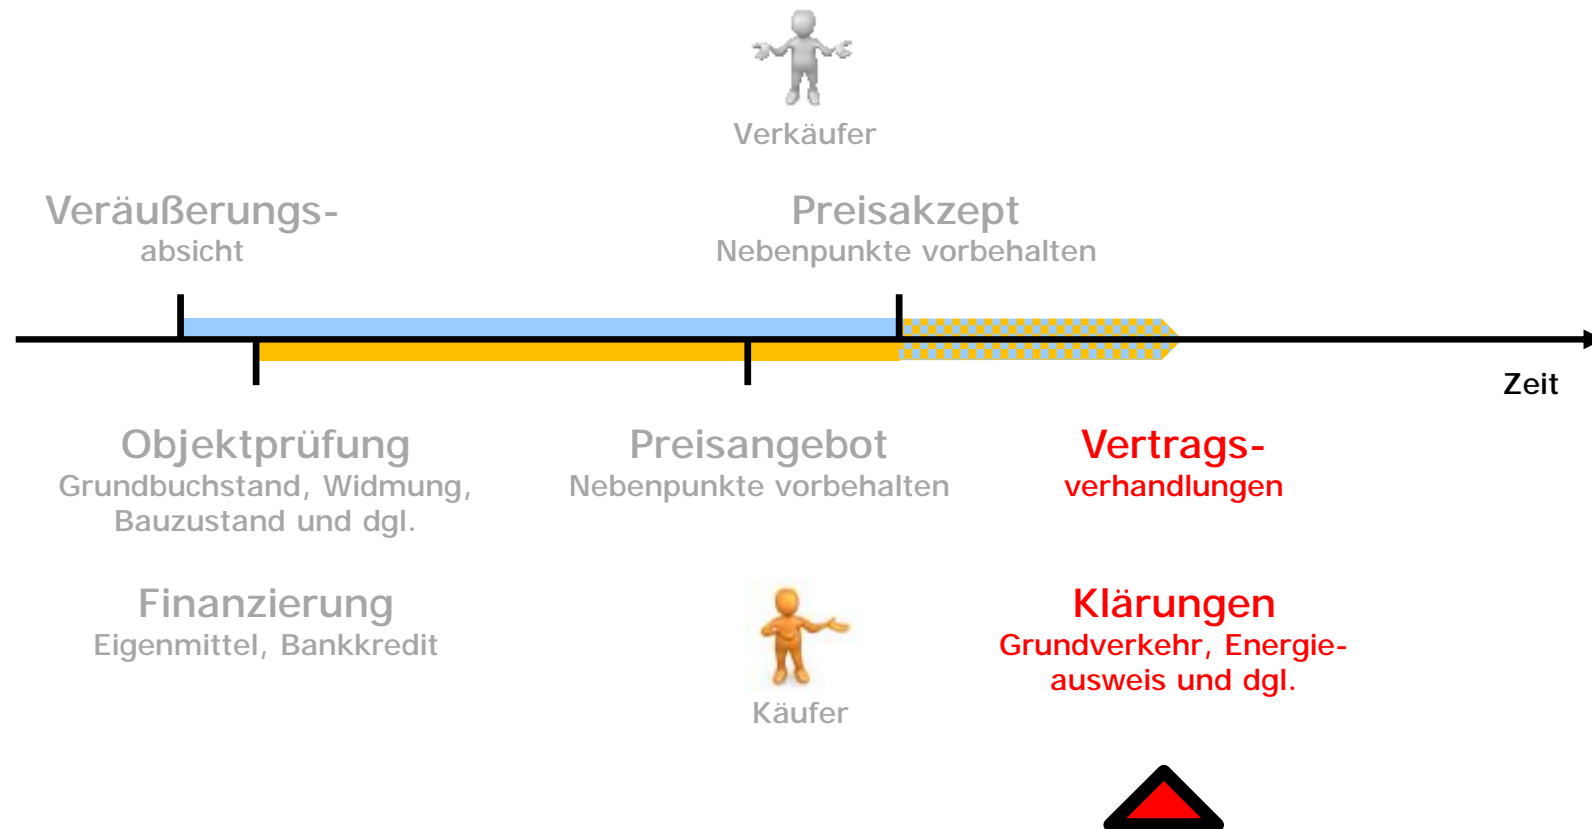 Verkäufer
Veräußerungs-
absicht
Preisakzept
Nebenpunkte vorbehalten
Zeit
Objektprüfung
Grundbuchstand, Widmung,
Bauzustand und dgl.
Preisangebot
Nebenpunkte vorbehalten
Vertrags-
verhandlungen
Finanzierung
Eigenmittel, Bankkredit
Käufer
Klärungen
Grundverkehr, Energie-
ausweis und dgl.